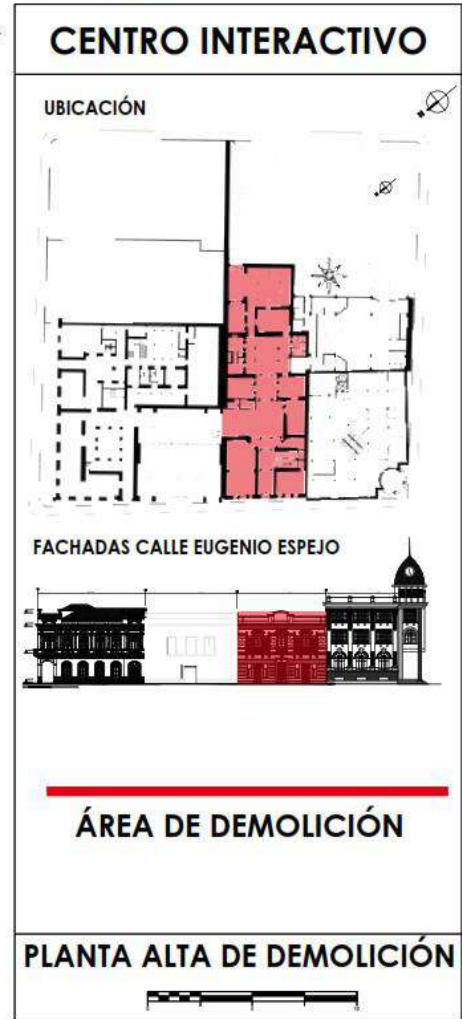 CENTRO INTERACTIVO
UBICACIÓN
FACHADAS CALLE EUGENIO ESPEJO
ÁREA DE DEMOLICIÓN
PLANTA ALTA DE DEMOLICIÓN